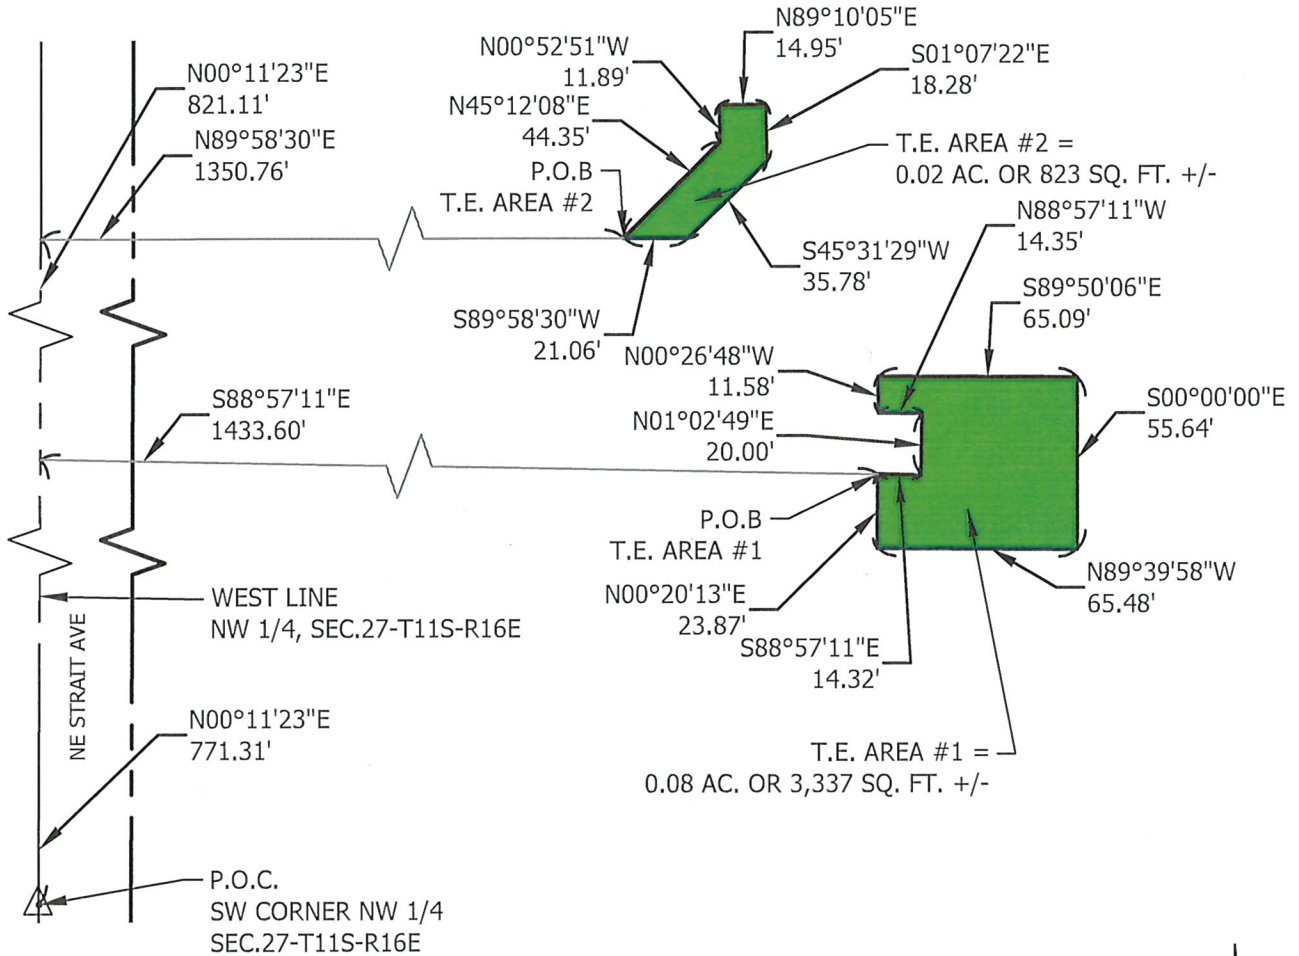 N89°10'05"E
14.95'
N00°52'51"W
11.89'
S01°07'22"E
18.28'
N00°11'23"E
821.11'
N45°12'08"E
44.35'
N89°58'30"E
1350.76'
T.E. AREA #2 =
0.02 AC. OR 823 SQ. FT. +/-
P.O.B
T.E. AREA #2
N88°57'11"W
14.35'
S45°31'29"W
35.78'
S89°50'06"E
65.09'
S89°58'30"W
21.06'
N00°26'48"W
11.58'
S88°57'11"E
1433.60'
S00°00'00"E
55.64'
N01°02'49"E
20.00'
P.O.B
T.E. AREA #1
N89°39'58"W
65.48'
N00°20'13"E
23.87'
WEST LINE
NW 1/4, SEC.27-T11S-R16E
S88°57'11"E
14.32'
NE STRAIT AVE
N00°11'23"E
771.31'
T.E. AREA #1 =
0.08 AC. OR 3,337 SQ. FT. +/-
P.O.C.
SW CORNER NW 1/4
SEC.27-T11S-R16E